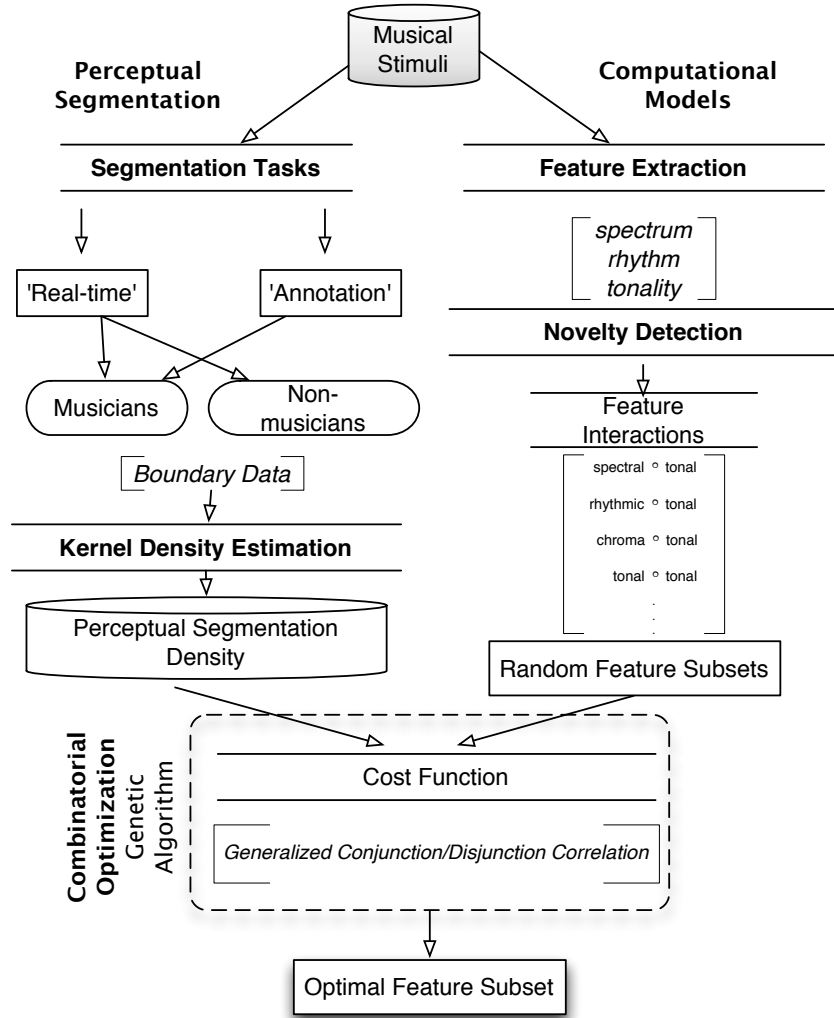 Musical
Stimuli
Perceptual
Segmentation
Computational
Models
Segmentation Tasks
Feature Extraction
spectrum
rhythm
tonality
'Real-time'
'Annotation'
Novelty Detection
Musicians
Non-
musicians
Feature
Interactions
Boundary Data
spectral ∘ tonal
rhythmic ∘ tonal
chroma ∘ tonal
tonal ∘ tonal
.
.
.
Kernel Density Estimation
Perceptual Segmentation
Density
Random Feature Subsets
Combinatorial
Optimization
Genetic
Algorithm
Cost Function
Generalized Conjunction/Disjunction Correlation
Optimal Feature Subset